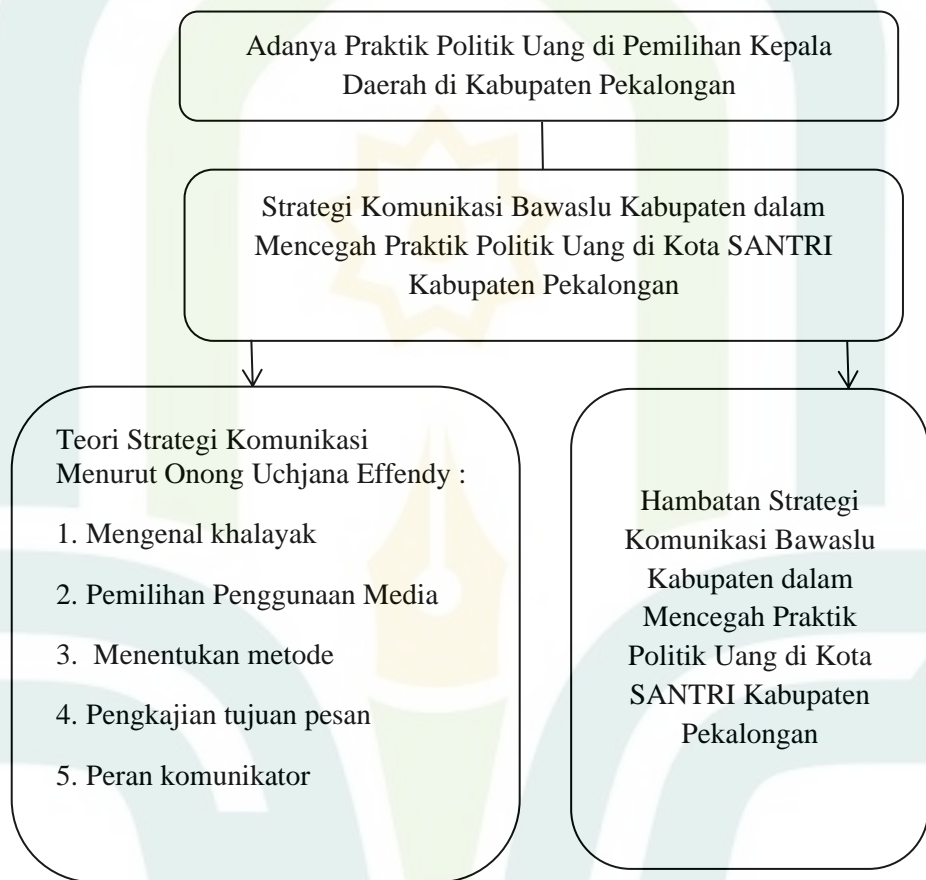 Adanya Praktik Politik Uang di Pemilihan Kepala
Daerah di Kabupaten Pekalongan
Strategi Komunikasi Bawaslu Kabupaten dalam
Mencegah Praktik Politik Uang di Kota SANTRI
Kabupaten Pekalongan
Teori Strategi Komunikasi
Menurut Onong Uchjana Effendy :
1. Mengenal khalayak
2. Pemilihan Penggunaan Media
3. Menentukan metode
4. Pengkajian tujuan pesan
5. Peran komunikator
Hambatan Strategi
Komunikasi Bawaslu
Kabupaten dalam
Mencegah Praktik
Politik Uang di Kota
SANTRI Kabupaten
Pekalongan